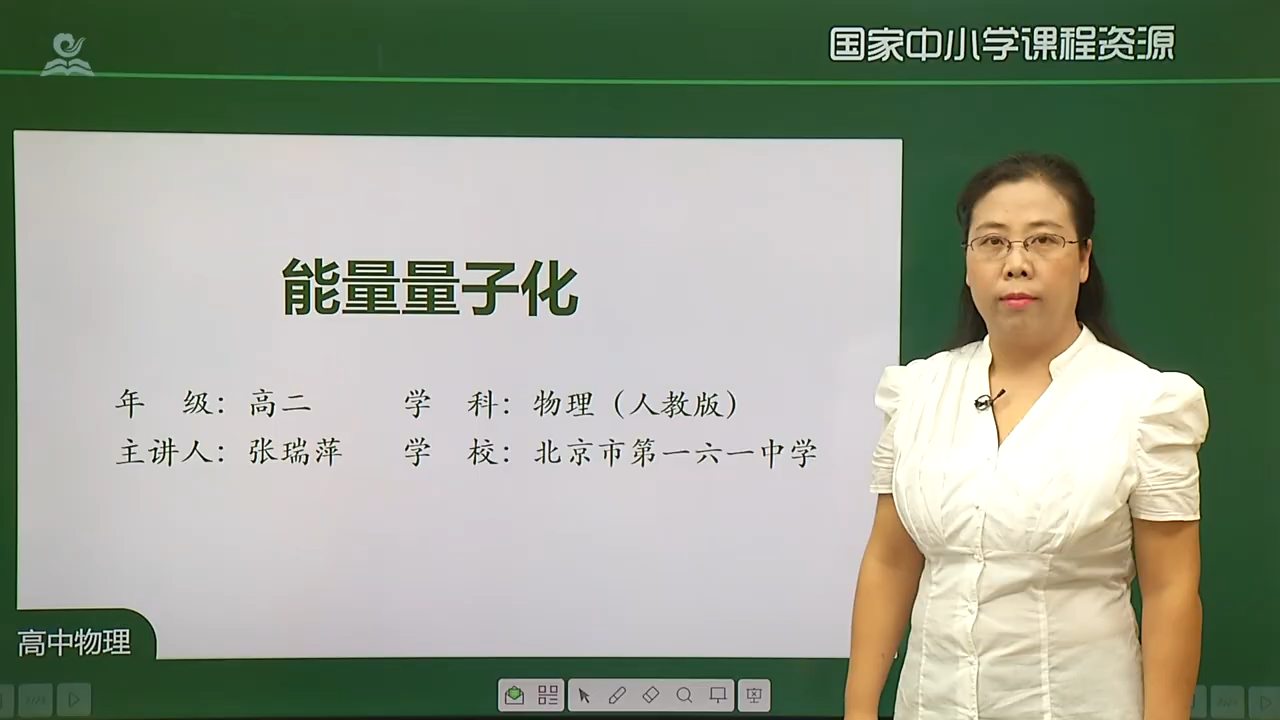 国家中小学课程资源
能量量子化
年 级：高二 学 科：物理（人教版）
主讲人：张瑞萍 学 校：北京市第一六一中学
高中物理